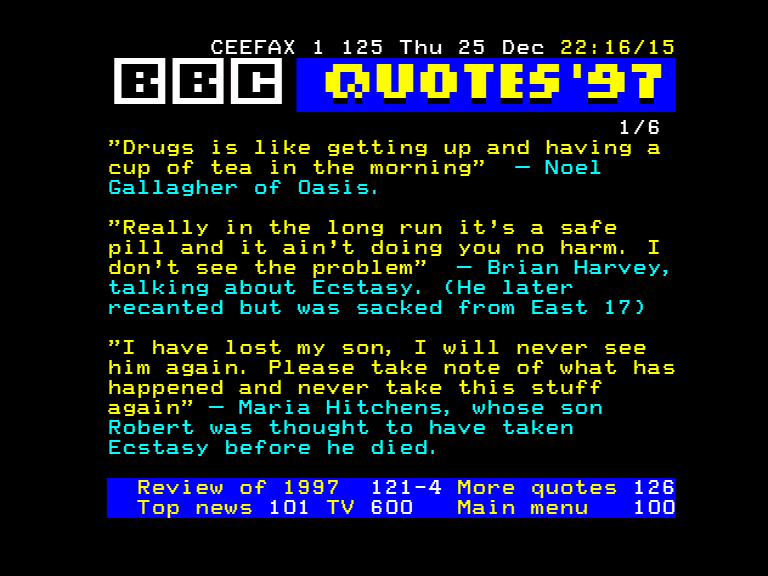 CEEFAX 1 125 Thu 25 Dec 22:16/15
BBC QUOTES'97
1/6
"Drugs is like getting up and having a
cup of tea in the morning" — Noel
Gallagher of Oasis.
"Really in the long run it's a safe
pill and it ain't doing you no harm. I
don't see the problem" — Brian Harvey,
talking about Ecstasy. (He later
recanted but was sacked from East 17)
"I have lost my son, I will never see
him again. Please take note of what has
happened and never take this stuff
again" — Maria Hitchens, whose son
Robert was thought to have taken
Ecstasy before he died.
Review of 1997 121-4 More quotes 126
Top news 101 TV 600 Main menu 100